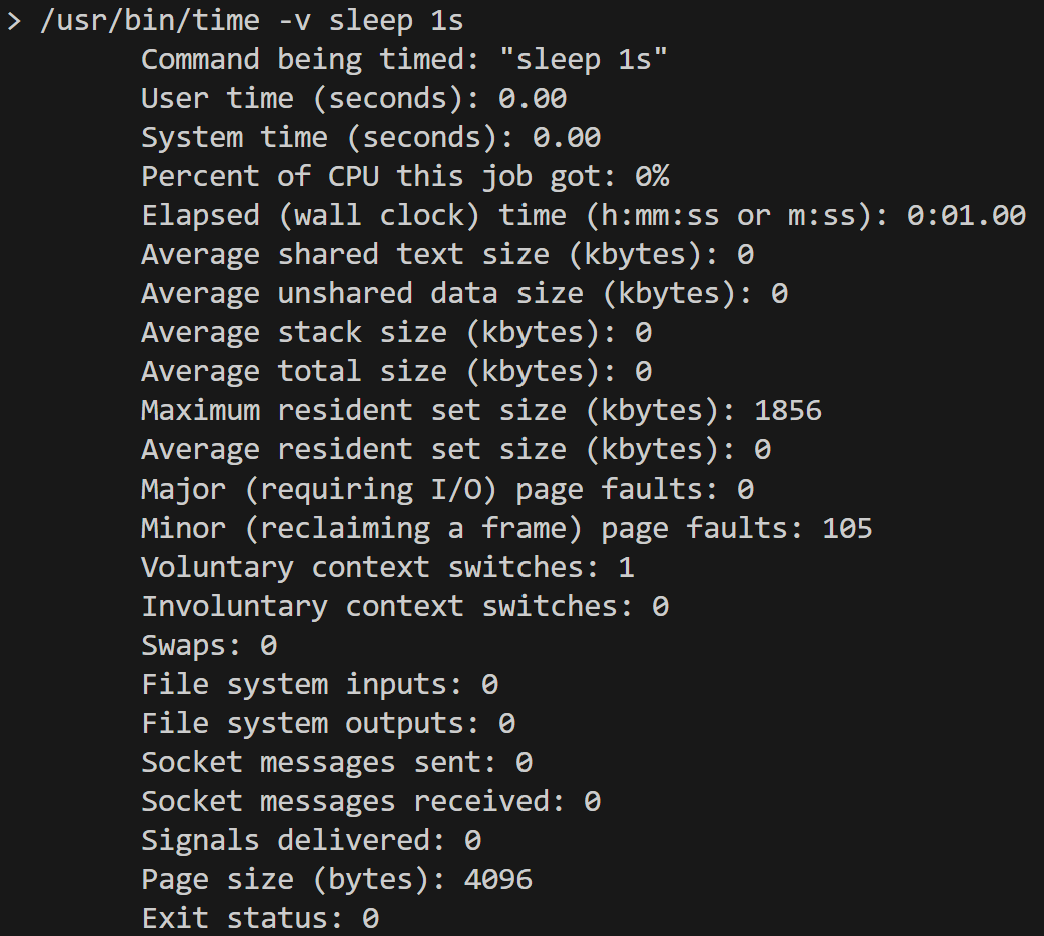 > /usr/bin/time -v sleep 1s
Command being timed: "sleep 1s"
User time (seconds): 0.00
System time (seconds): 0.00
Percent of CPU this job got: 0%
Elapsed (wall clock) time (h:mm:ss or m:ss): 0:01.00
Average shared text size (kbytes): 0
Average unshared data size (kbytes): 0
Average stack size (kbytes): 0
Average total size (kbytes): 0
Maximum resident set size (kbytes): 1856
Average resident set size (kbytes): 0
Major (requiring I/O) page faults: 0
Minor (reclaiming a frame) page faults: 105
Voluntary context switches: 1
Involuntary context switches: 0
Swaps: 0
File system inputs: 0
File system outputs: 0
Socket messages sent: 0
Socket messages received: 0
Signals delivered: 0
Page size (bytes): 4096
Exit status: 0